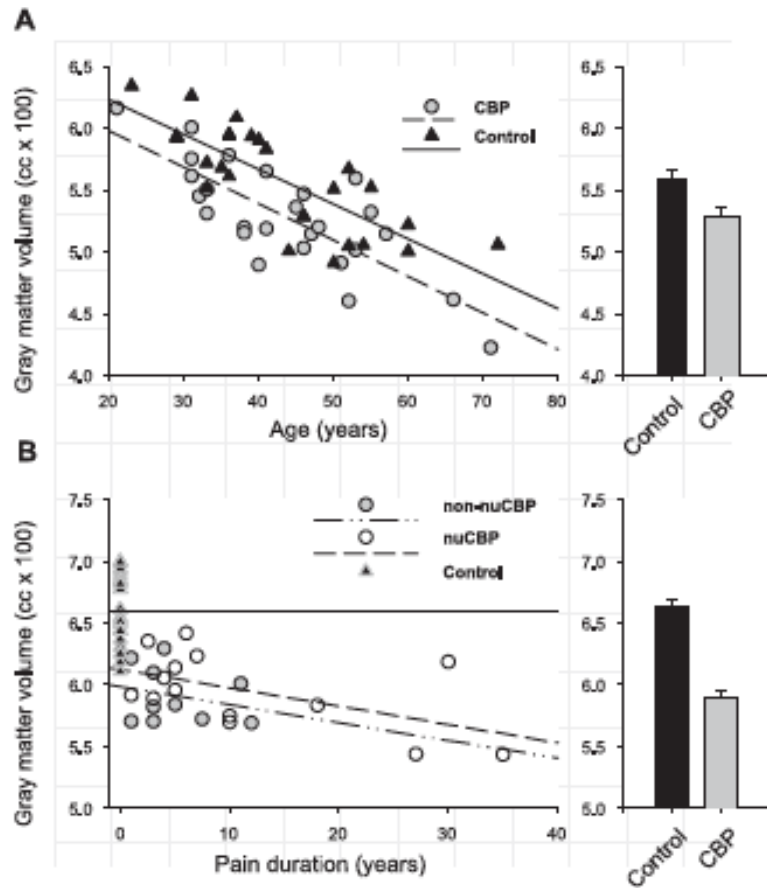 A
Gray matter volume (cc x 100)
6.5
6.0
5.5
5.0
4.5
4.0
20 30 40 50 60 70 80
Age (years)
CBP
Control
6.5
6.0
5.5
5.0
4.5
4.0
Control
CBP
B
Gray matter volume (cc x 100)
7.5
7.0
6.5
6.0
5.5
5.0
0 10 20 30 40
Pain duration (years)
non-nuCBP
nuCBP
Control
7.5
7.0
6.5
6.0
5.5
5.0
Control
CBP